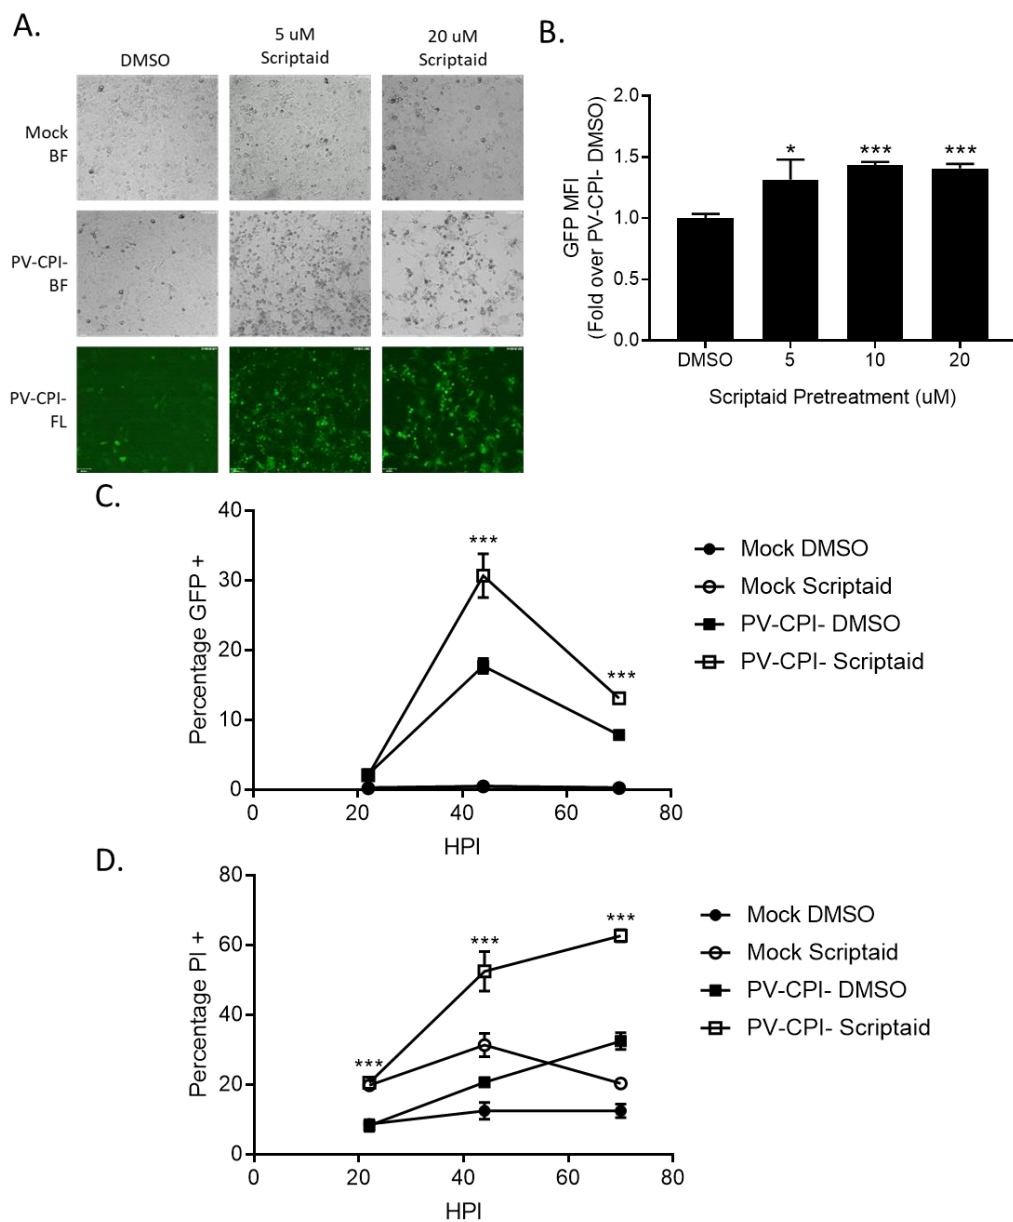 A.
DMSO
5 uM
Scriptaid
20 uM
Scriptaid
Mock
BF
PV-CPI-
BF
PV-CPI-
FL
B.
GFP MFI
(Fold over PV-CPI- DMSO)
2.0
1.5
1.0
0.5
0.0
*
***
***
DMSO
5
10
20
Scriptaid Pretreatment (uM)
C.
Percentage GFP +
40
30
20
10
0
***
***
0
20
40
60
80
HPI
Mock DMSO
Mock Scriptaid
PV-CPI- DMSO
PV-CPI- Scriptaid
D.
Percentage PI +
80
60
40
20
0
***
***
***
0
20
40
60
80
HPI
Mock DMSO
Mock Scriptaid
PV-CPI- DMSO
PV-CPI- Scriptaid